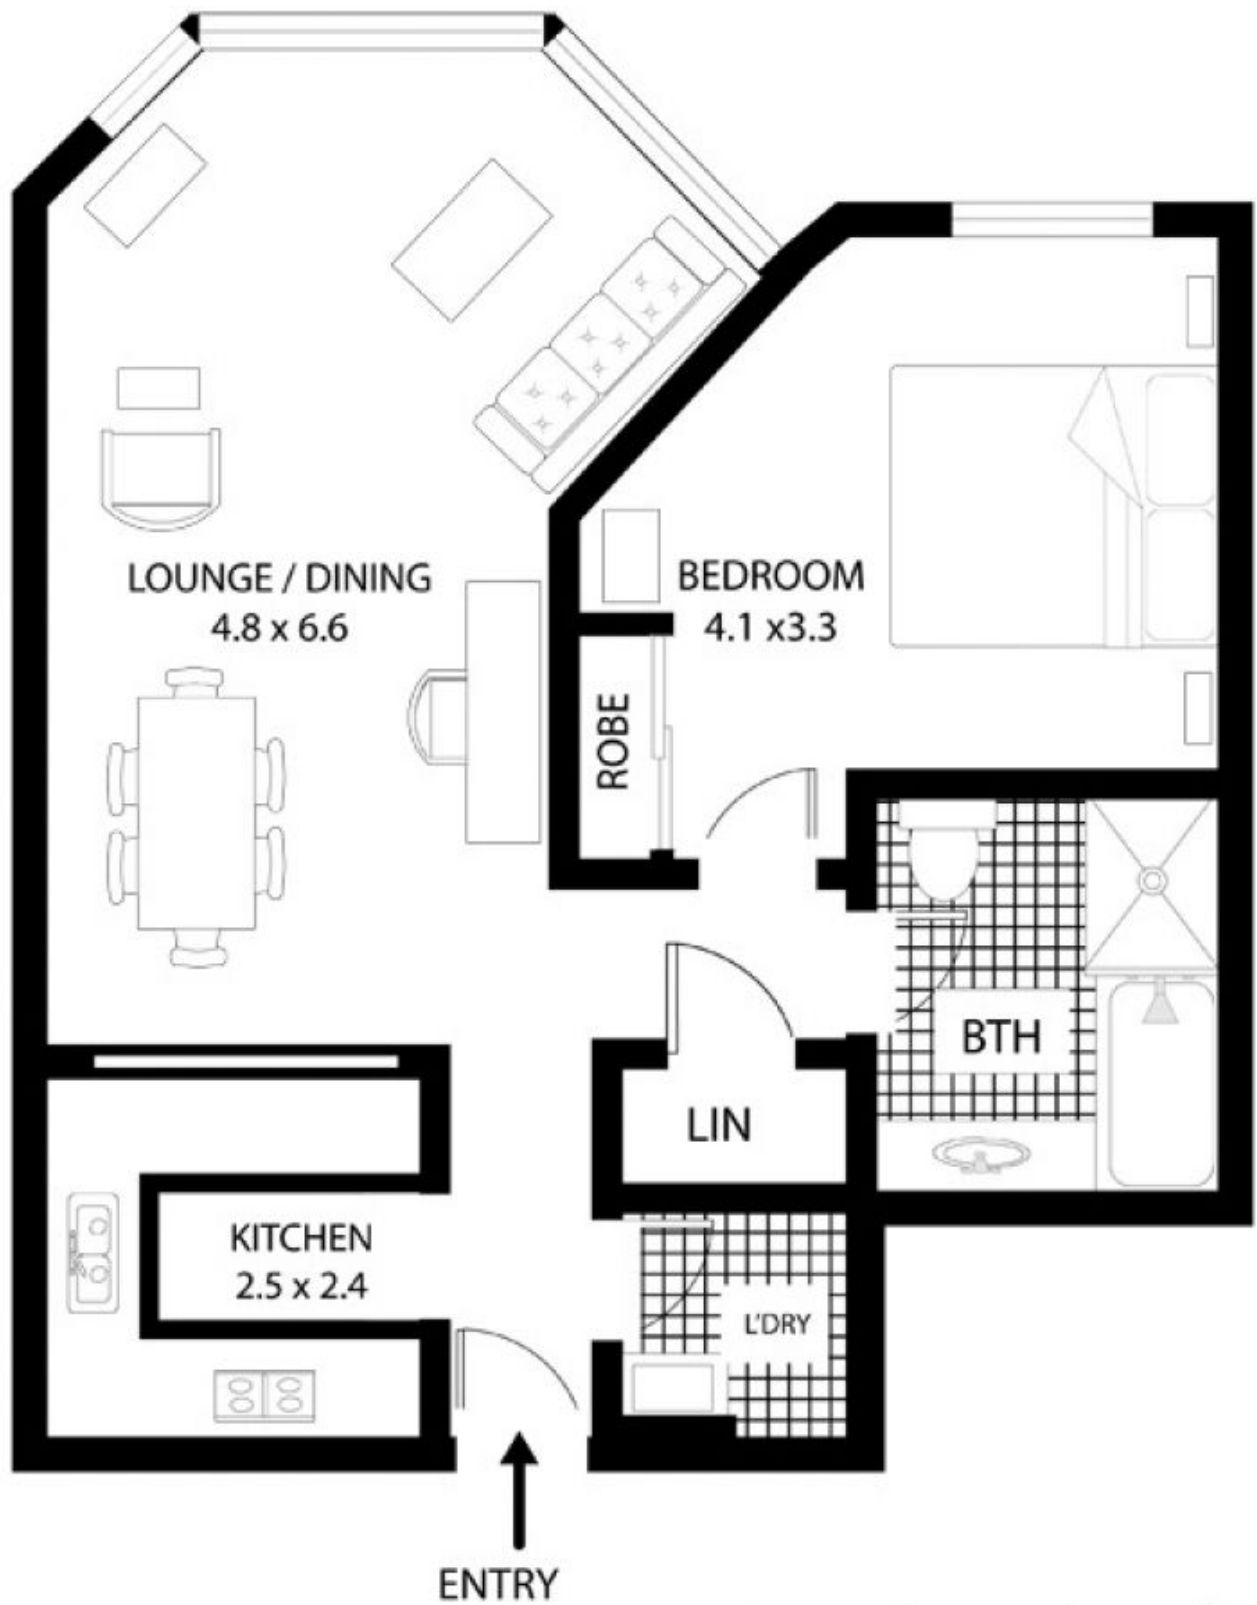 LOUNGE / DINING
4.8 x 6.6
BEDROOM
4.1 x3.3
ROBE
BTH
LIN
KITCHEN
2.5 x 2.4
L'DRY
ENTRY